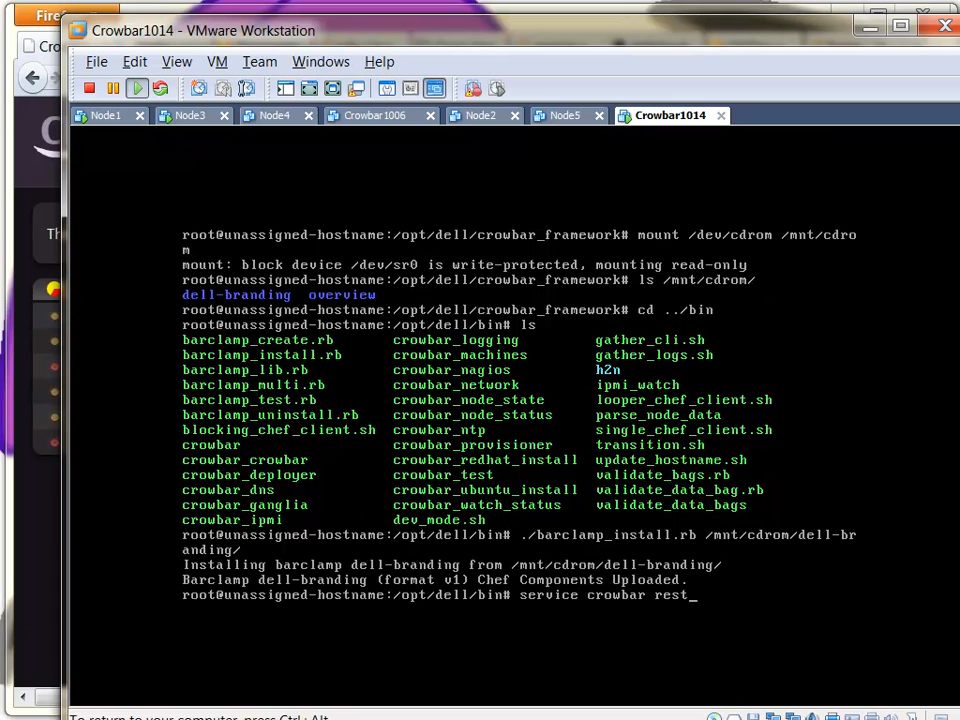 Firef
Crowbar1014 - VMware Workstation
Cro
File Edit View VM Team Windows Help
Node1 Node3 Node4 Crowbar1006 Node2 Node5 Crowbar1014
Th
root@unassigned-hostname:/opt/dell/crowbar_framework# mount /dev/cdrom /mnt/cdro
m
mount: block device /dev/sr0 is write-protected, mounting read-only
root@unassigned-hostname:/opt/dell/crowbar_framework# ls /mnt/cdrom/
dell-branding overview
root@unassigned-hostname:/opt/dell/crowbar_framework# cd ../bin
root@unassigned-hostname:/opt/dell/bin# ls
barclamp_create.rb crowbar_logging gather_cli.sh
barclamp_install.rb crowbar_machines gather_logs.sh
barclamp_lib.rb crowbar_nagios h2n
barclamp_multi.rb crowbar_network ipmi_watch
barclamp_test.rb crowbar_node_state looper_chef_client.sh
barclamp_uninstall.rb crowbar_node_status parse_node_data
blocking_chef_client.sh crowbar_ntp single_chef_client.sh
crowbar crowbar_provisioner transition.sh
crowbar_crowbar crowbar_redhat_install update_hostname.sh
crowbar_deployer crowbar_test validate_bags.rb
crowbar_dns crowbar_ubuntu_install validate_data_bag.rb
crowbar_ganglia crowbar_watch_status validate_data_bags
crowbar_ipmi dev_mode.sh
root@unassigned-hostname:/opt/dell/bin# ./barclamp_install.rb /mnt/cdrom/dell-br
anding/
Installing barclamp dell-branding from /mnt/cdrom/dell-branding/
Barclamp dell-branding (format v1) Chef Components Uploaded.
root@unassigned-hostname:/opt/dell/bin# service crowbar rest_
To return to your computer, press Ctrl+Alt.